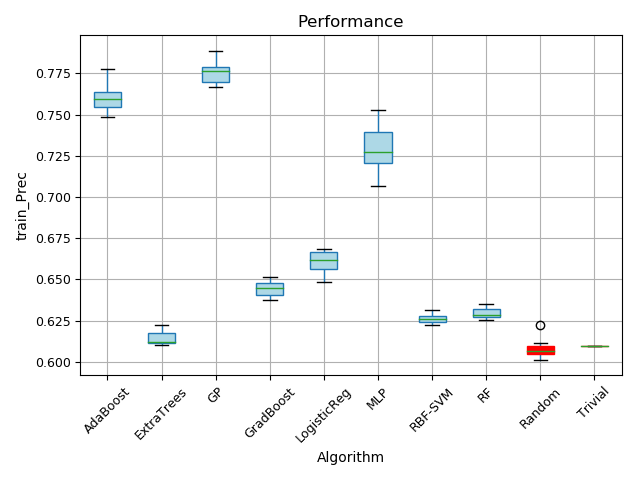 Performance
train_Prec
0.775
0.750
0.725
0.700
0.675
0.650
0.625
0.600
AdaBoost
ExtraTrees
GP
GradBoost
LogisticReg
MLP
RBF-SVM
RF
Random
Trivial
Algorithm